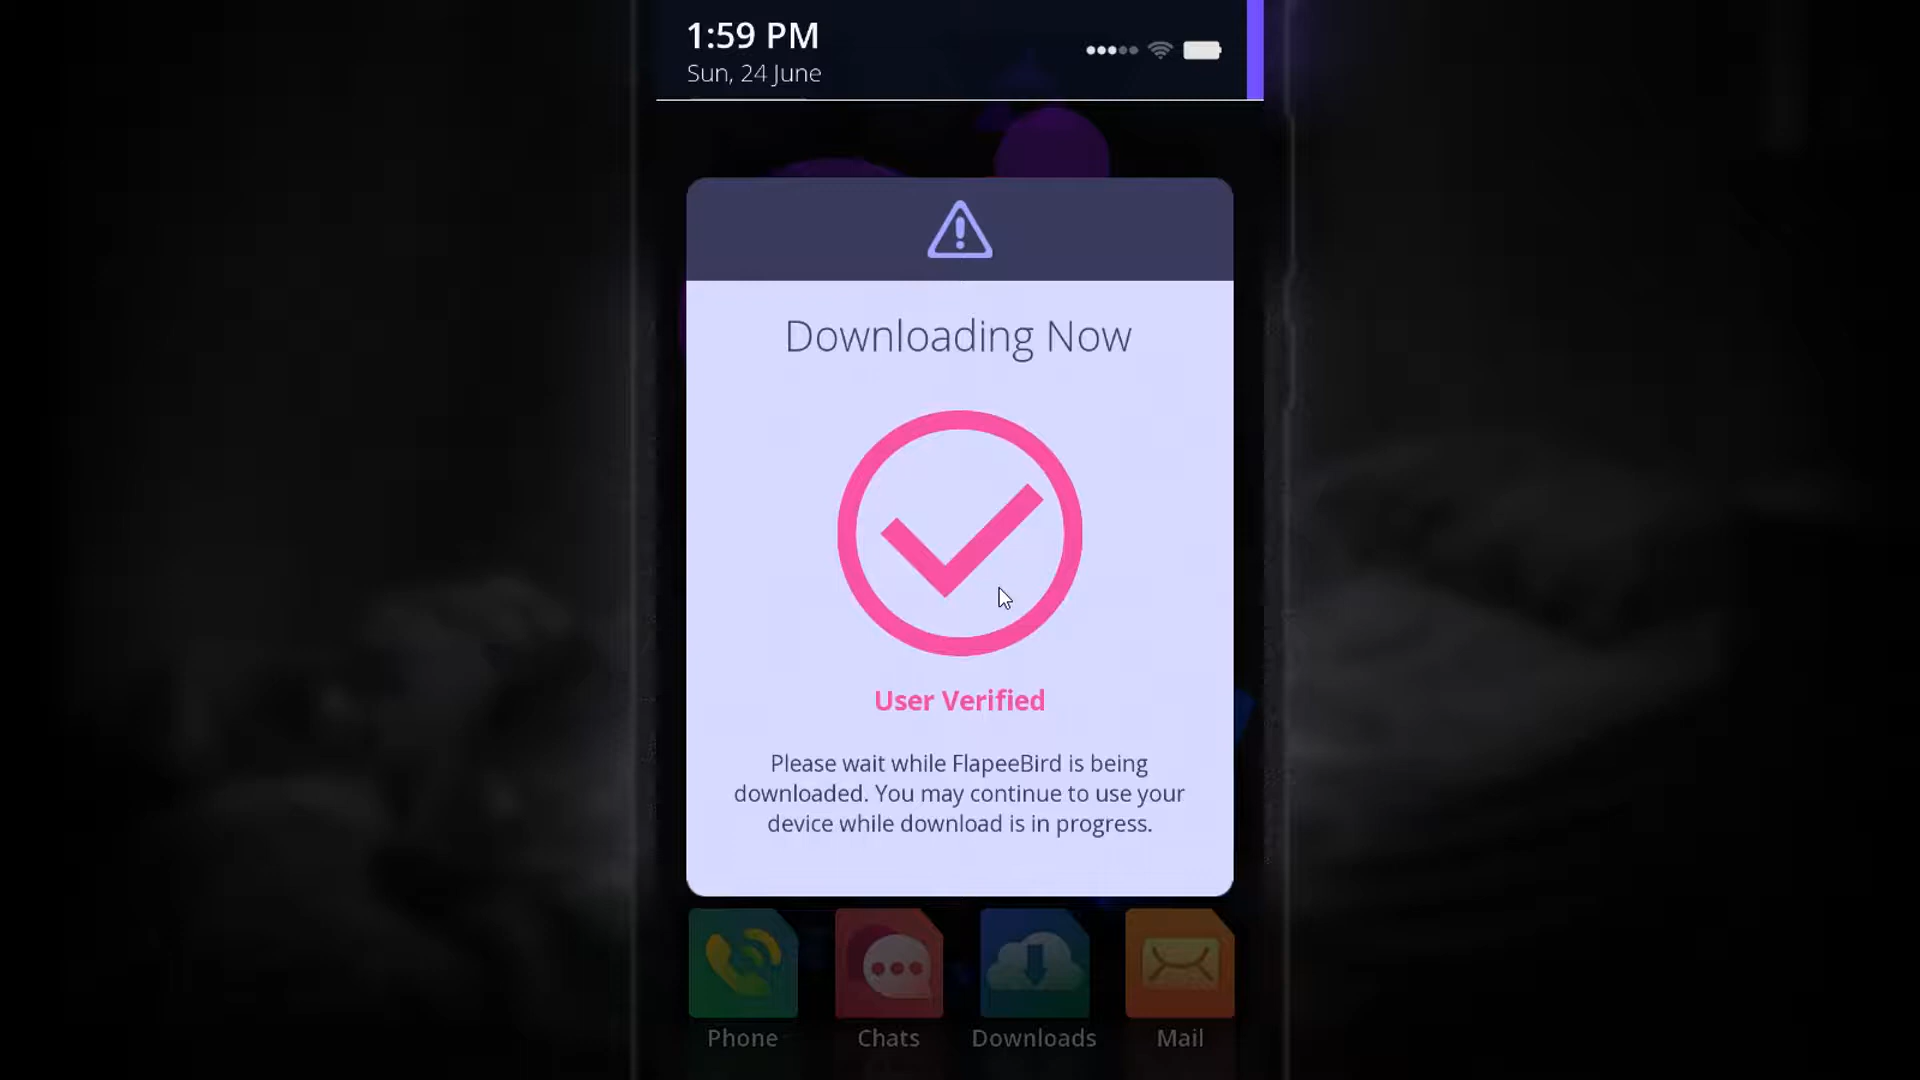 1:59 PM
Sun, 24 June
Downloading Now
User Verified
Please wait while FlapeeBird is being
downloaded. You may continue to use your
device while download is in progress.
Phone
Chats
Downloads
Mail